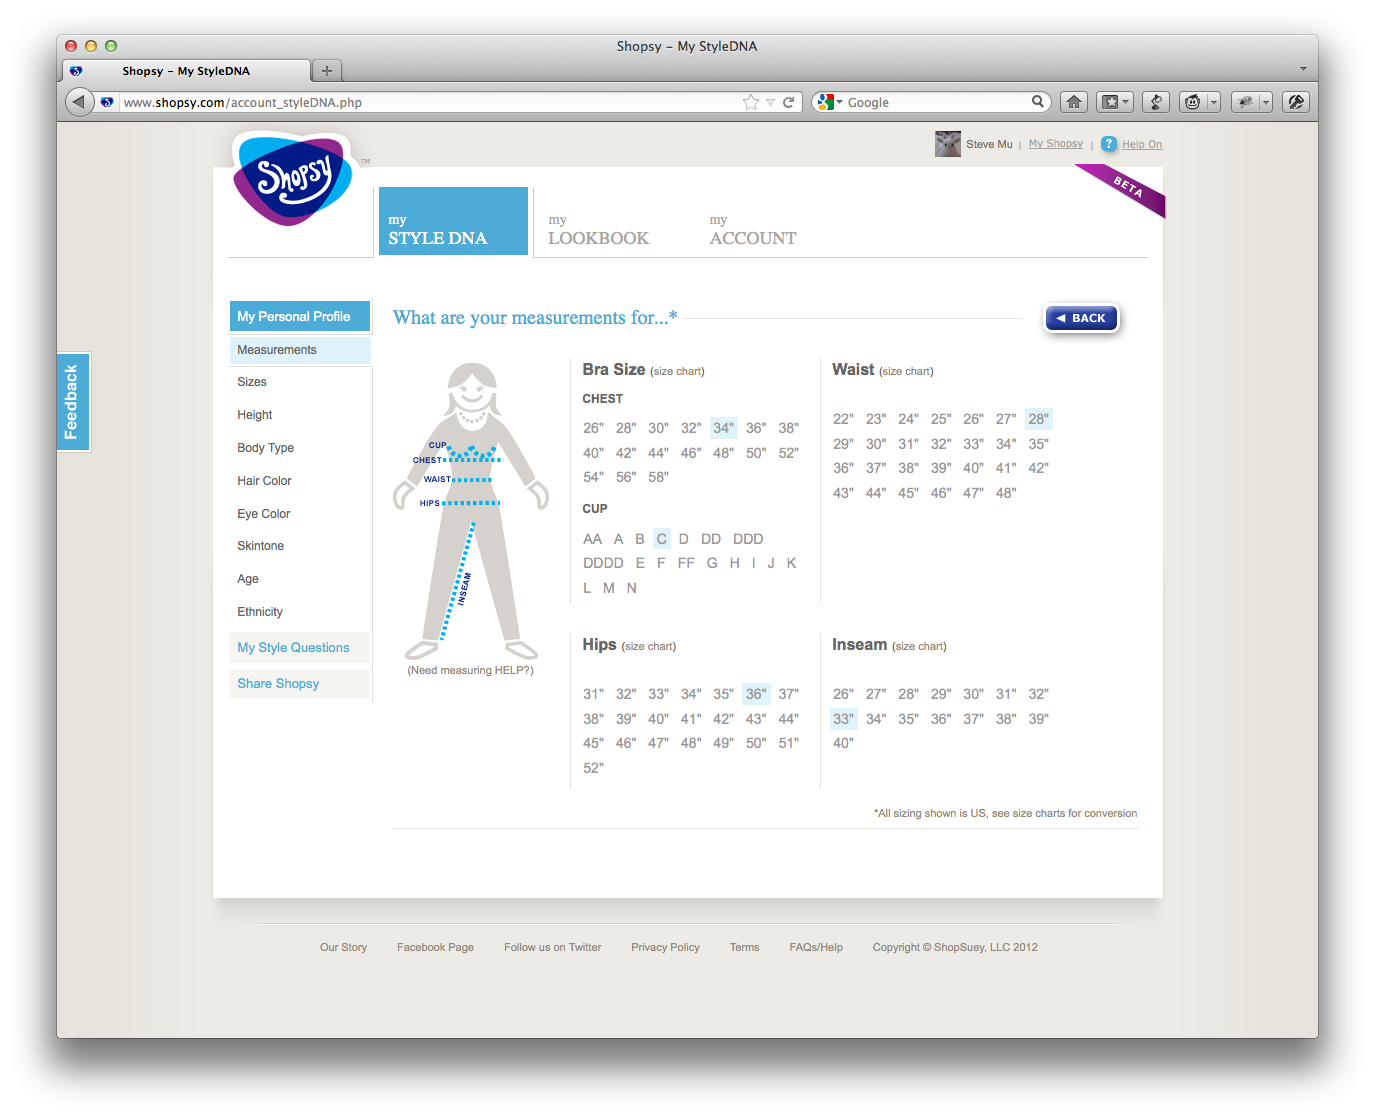 Shopsy – My StyleDNA
Shopsy – My StyleDNA
www.shopsy.com/account_styleDNA.php
Google
Shopsy
TM
Steve Mu | My Shopsy | ? Help On
BETA
my
STYLE DNA
my
LOOKBOOK
my
ACCOUNT
Feedback
My Personal Profile
Measurements
Sizes
Height
Body Type
Hair Color
Eye Color
Skintone
Age
Ethnicity
My Style Questions
Share Shopsy
What are your measurements for...*
BACK
CUP
CHEST
WAIST
HIPS
INSEAM
(Need measuring HELP?)
Bra Size (size chart)
CHEST
26" 28" 30" 32" 34" 36" 38"
40" 42" 44" 46" 48" 50" 52"
54" 56" 58"
CUP
AA A B C D DD DDD
DDDD E F FF G H I J K
L M N
Waist (size chart)
22" 23" 24" 25" 26" 27" 28"
29" 30" 31" 32" 33" 34" 35"
36" 37" 38" 39" 40" 41" 42"
43" 44" 45" 46" 47" 48"
Hips (size chart)
31" 32" 33" 34" 35" 36" 37"
38" 39" 40" 41" 42" 43" 44"
45" 46" 47" 48" 49" 50" 51"
52"
Inseam (size chart)
26" 27" 28" 29" 30" 31" 32"
33" 34" 35" 36" 37" 38" 39"
40"
*All sizing shown is US, see size charts for conversion
Our Story Facebook Page Follow us on Twitter Privacy Policy Terms FAQs/Help Copyright © ShopSuey, LLC 2012